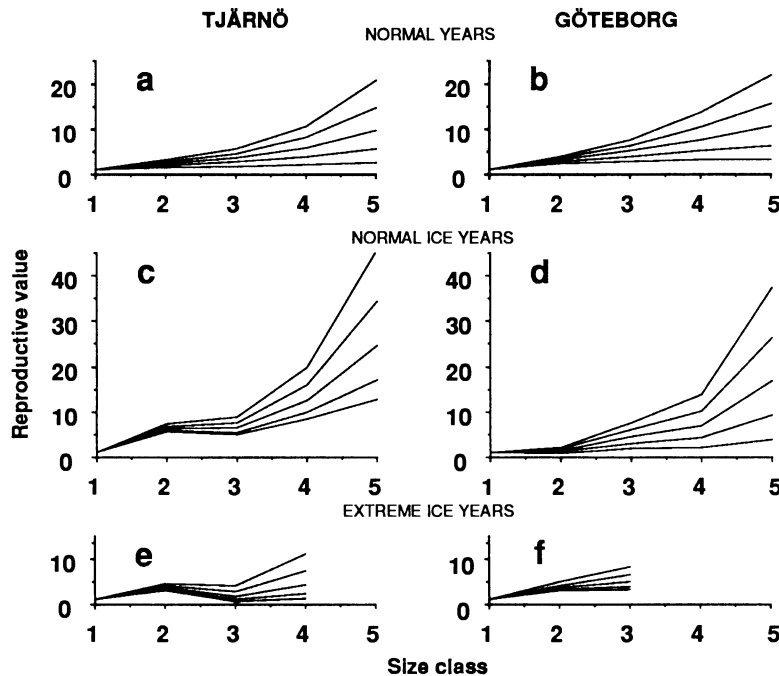 TJÄRNÖ GÖTEBORG
NORMAL YEARS
a b
20 20
10 10
0 0
1 2 3 4 5 1 2 3 4 5
NORMAL ICE YEARS
c d
40 40
30 30
20 20
10 10
0 0
1 2 3 4 5 1 2 3 4 5
Reproductive value
EXTREME ICE YEARS
e f
10 10
0 0
1 2 3 4 5 1 2 3 4 5
Size class